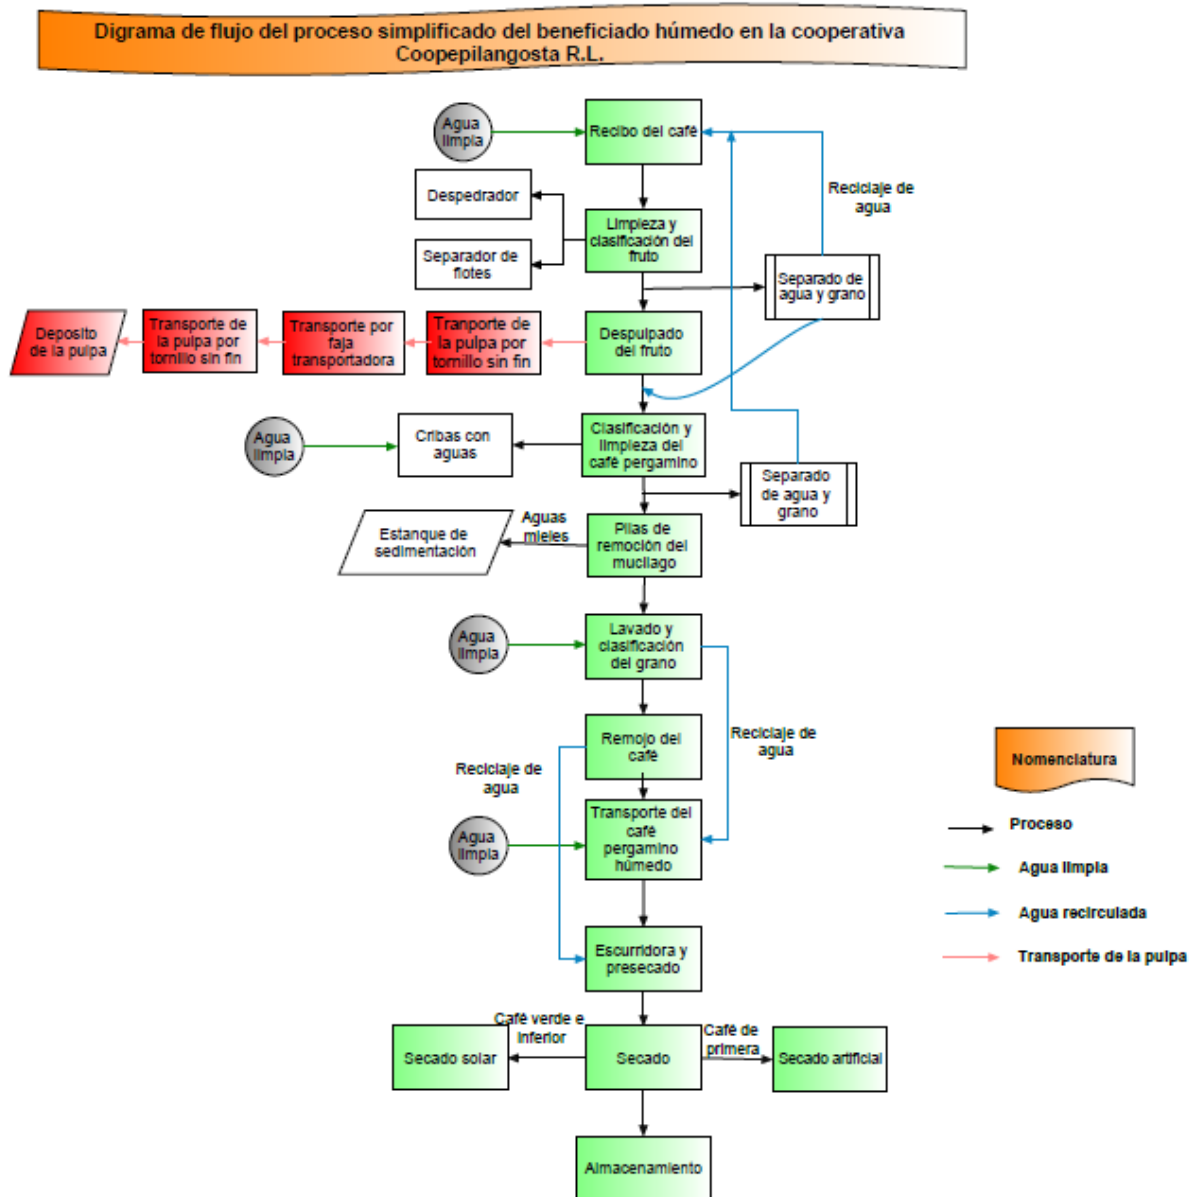 Digrama de flujo del proceso simplificado del beneficiado húmedo en la cooperativa
Coopepilangosta R.L.
Agua
limpia
Recibo del café
Reciclaje de
agua
Despedrador
Limpieza y
clasificación del
fruto
Separador de
flotes
Separado de
agua y grano
Deposito
de la pulpa
Transporte de
la pulpa por
tornillo sin fin
Transporte por
faja
transportadora
Tranporte de
la pulpa por
tornillo sin fin
Despulpado
del fruto
Agua
limpia
Cribas con
aguas
Clasificación y
limpieza del
café pergamino
Separado
de agua y
grano
Estanque de
sedimentación
Aguas
mieles
Pilas de
remoción del
mucilago
Agua
limpia
Lavado y
clasificación
del grano
Reciclaje de
agua
Remojo del
café
Reciclaje de
agua
Agua
limpia
Transporte del
café
pergamino
húmedo
Escurridora y
presecado
Café verde e
inferior
Café de
primera
Secado solar
Secado
Secado artificial
Almacenamiento
Nomenclatura
Proceso
Agua limpia
Agua recirculada
Transporte de la pulpa